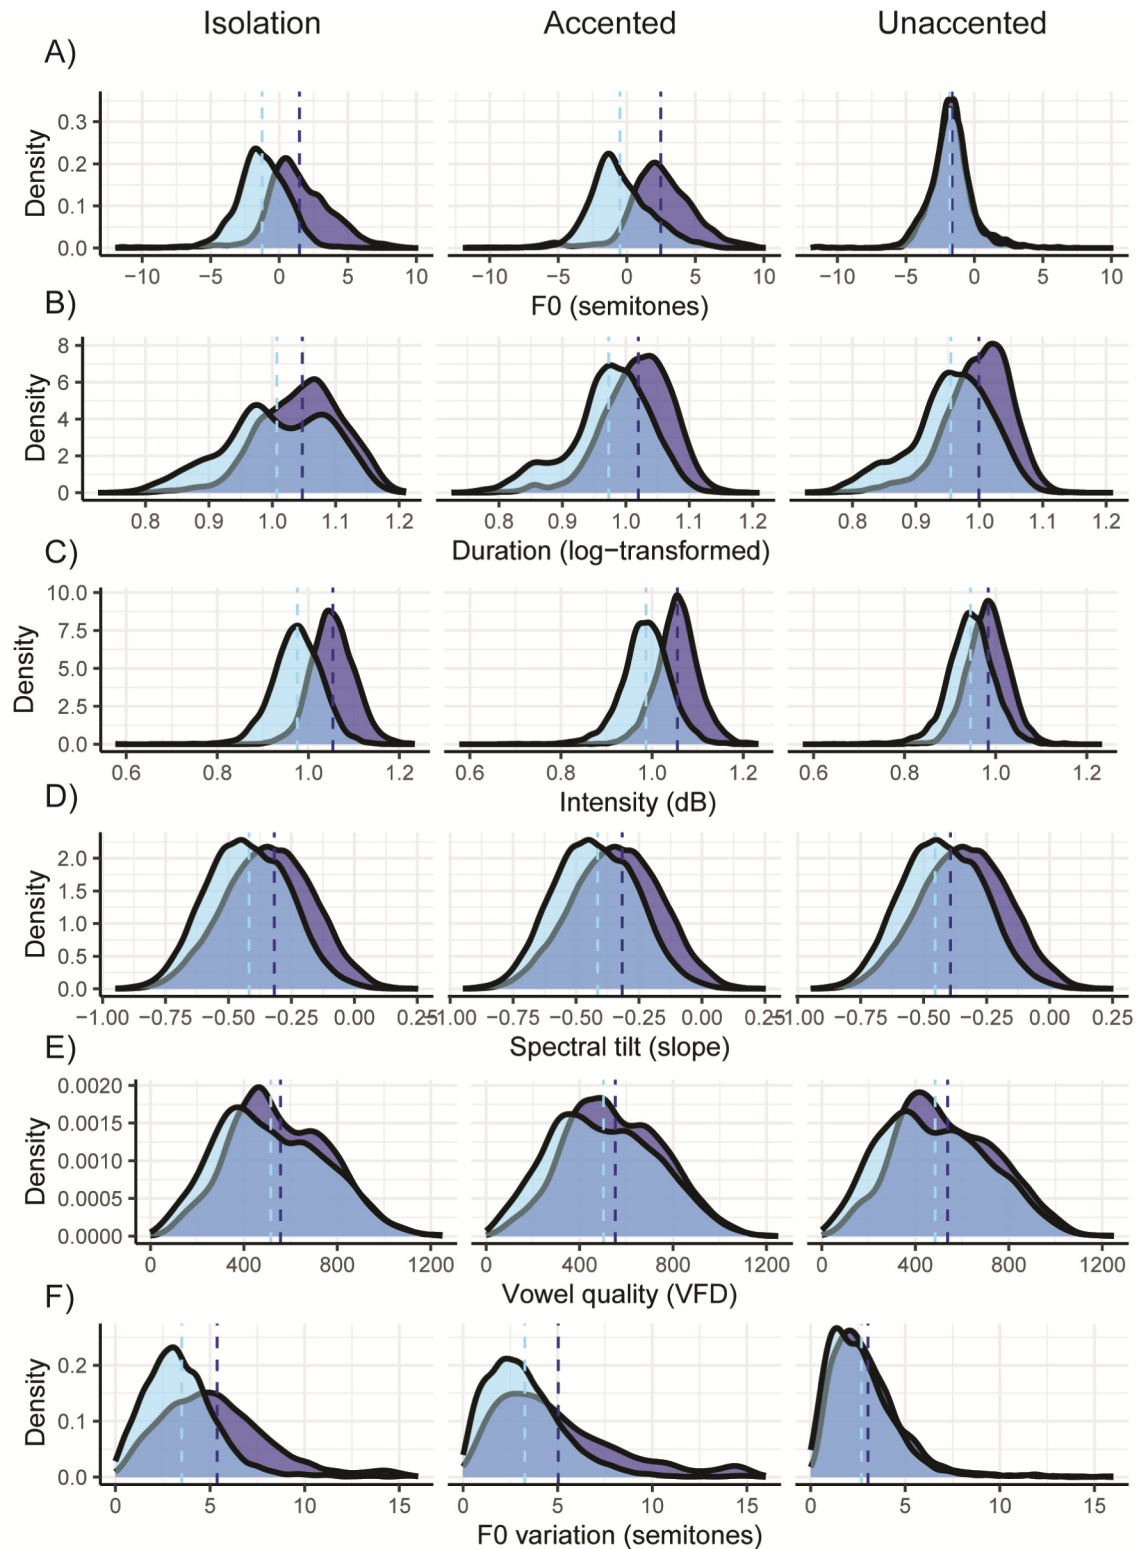 Isolation Accented Unaccented
A)
Density
0.3
0.2
0.1
0.0
−10 −5 0 5 10 −10 −5 0 5 10 −10 −5 0 5 10
F0 (semitones)
B)
Density
8
6
4
2
0
0.8 0.9 1.0 1.1 1.2 0.8 0.9 1.0 1.1 1.2 0.8 0.9 1.0 1.1 1.2
Duration (log−transformed)
C)
Density
10.0
7.5
5.0
2.5
0.0
0.6 0.8 1.0 1.2 0.6 0.8 1.0 1.2 0.6 0.8 1.0 1.2
Intensity (dB)
D)
Density
2.0
1.5
1.0
0.5
0.0
−1.00 −0.75 −0.50 −0.25 0.00 0.25 −1.00 −0.75 −0.50 −0.25 0.00 0.25 −1.00 −0.75 −0.50 −0.25 0.00 0.25
Spectral tilt (slope)
E)
Density
0.0020
0.0015
0.0010
0.0005
0.0000
0 400 800 1200 0 400 800 1200 0 400 800 1200
Vowel quality (VFD)
F)
Density
0.2
0.1
0.0
0 5 10 15 0 5 10 15 0 5 10 15
F0 variation (semitones)